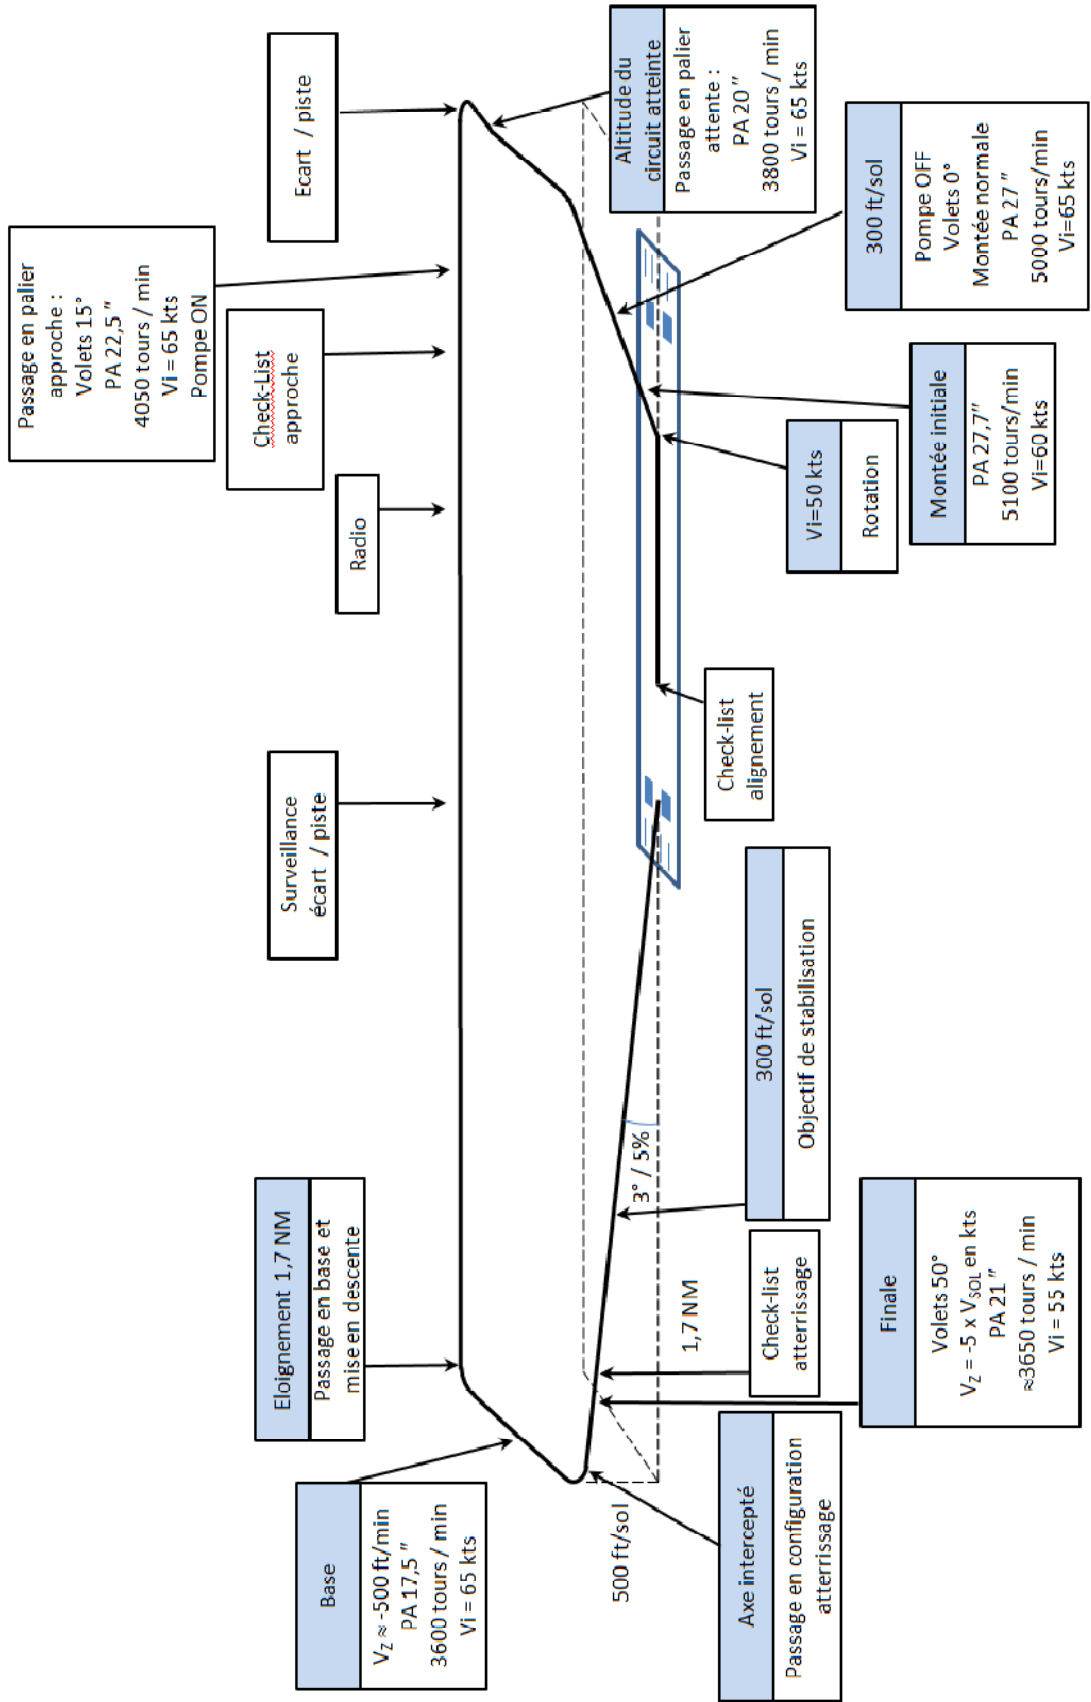 Passage en palier
approche :
Volets 15°
PA 22,5 "
4050 tours / min
Vi = 65 kts
Pompe ON
Eloignement 1,7 NM
Passage en base et
mise en descente
Surveillance
écart / piste
Radio
Check-List
approche
Ecart / piste
Base
VZ ≈ -500 ft/min
PA 17,5 "
3600 tours / min
Vi = 65 kts
500 ft/sol
3° / 5%
1,7 NM
Altitude du
circuit atteinte
Passage en palier
attente :
PA 20 "
3800 tours / min
Vi = 65 kts
Axe intercepté
Passage en configuration
atterrissage
Check-list
atterrissage
300 ft/sol
Objectif de stabilisation
Check-list
alignement
Vi=50 kts
Rotation
300 ft/sol
Pompe OFF
Volets 0°
Montée normale
PA 27 "
5000 tours/min
Vi=65 kts
Finale
Volets 50°
VZ = -5 x VSOL en kts
PA 21 "
≈3650 tours / min
Vi = 55 kts
Montée initiale
PA 27,7"
5100 tours/min
Vi=60 kts